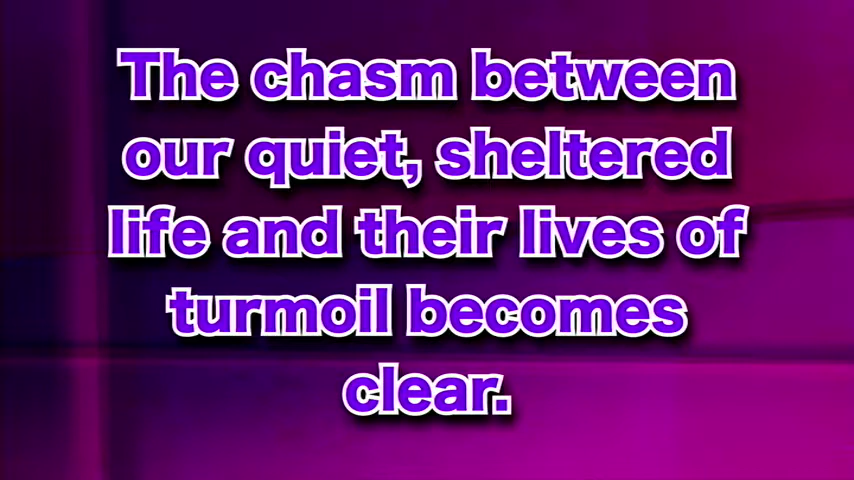 The chasm between
our quiet, sheltered
life and their lives of
turmoil becomes
clear.